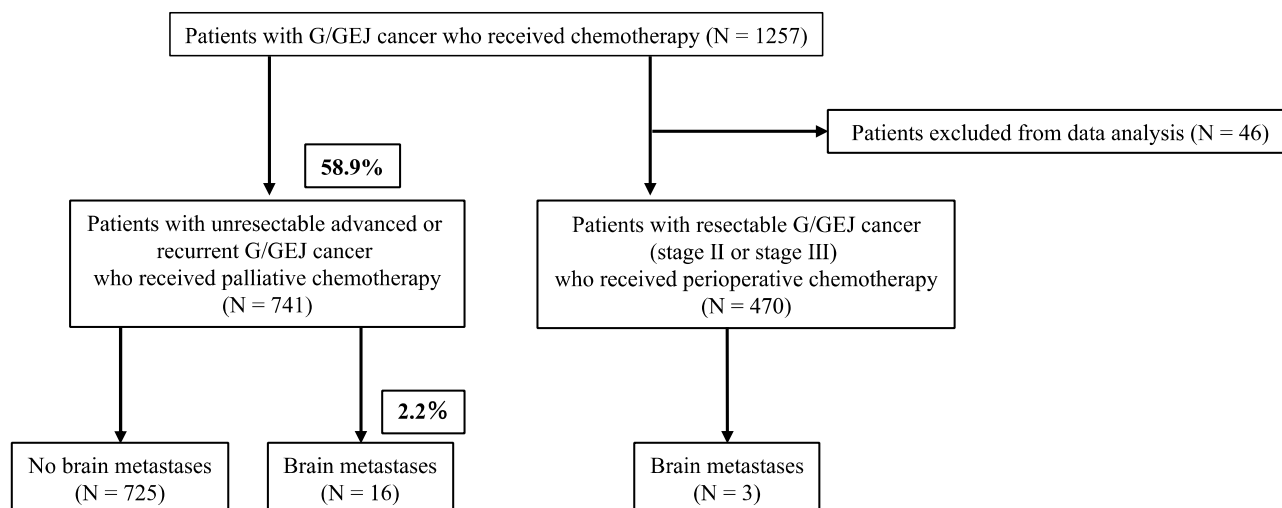 Patients with G/GEJ cancer who received chemotherapy (N = 1257)
Patients excluded from data analysis (N = 46)
58.9%
Patients with unresectable advanced or
recurrent G/GEJ cancer
who received palliative chemotherapy
(N = 741)
Patients with resectable G/GEJ cancer
(stage II or stage III)
who received perioperative chemotherapy
(N = 470)
2.2%
No brain metastases
(N = 725)
Brain metastases
(N = 16)
Brain metastases
(N = 3)